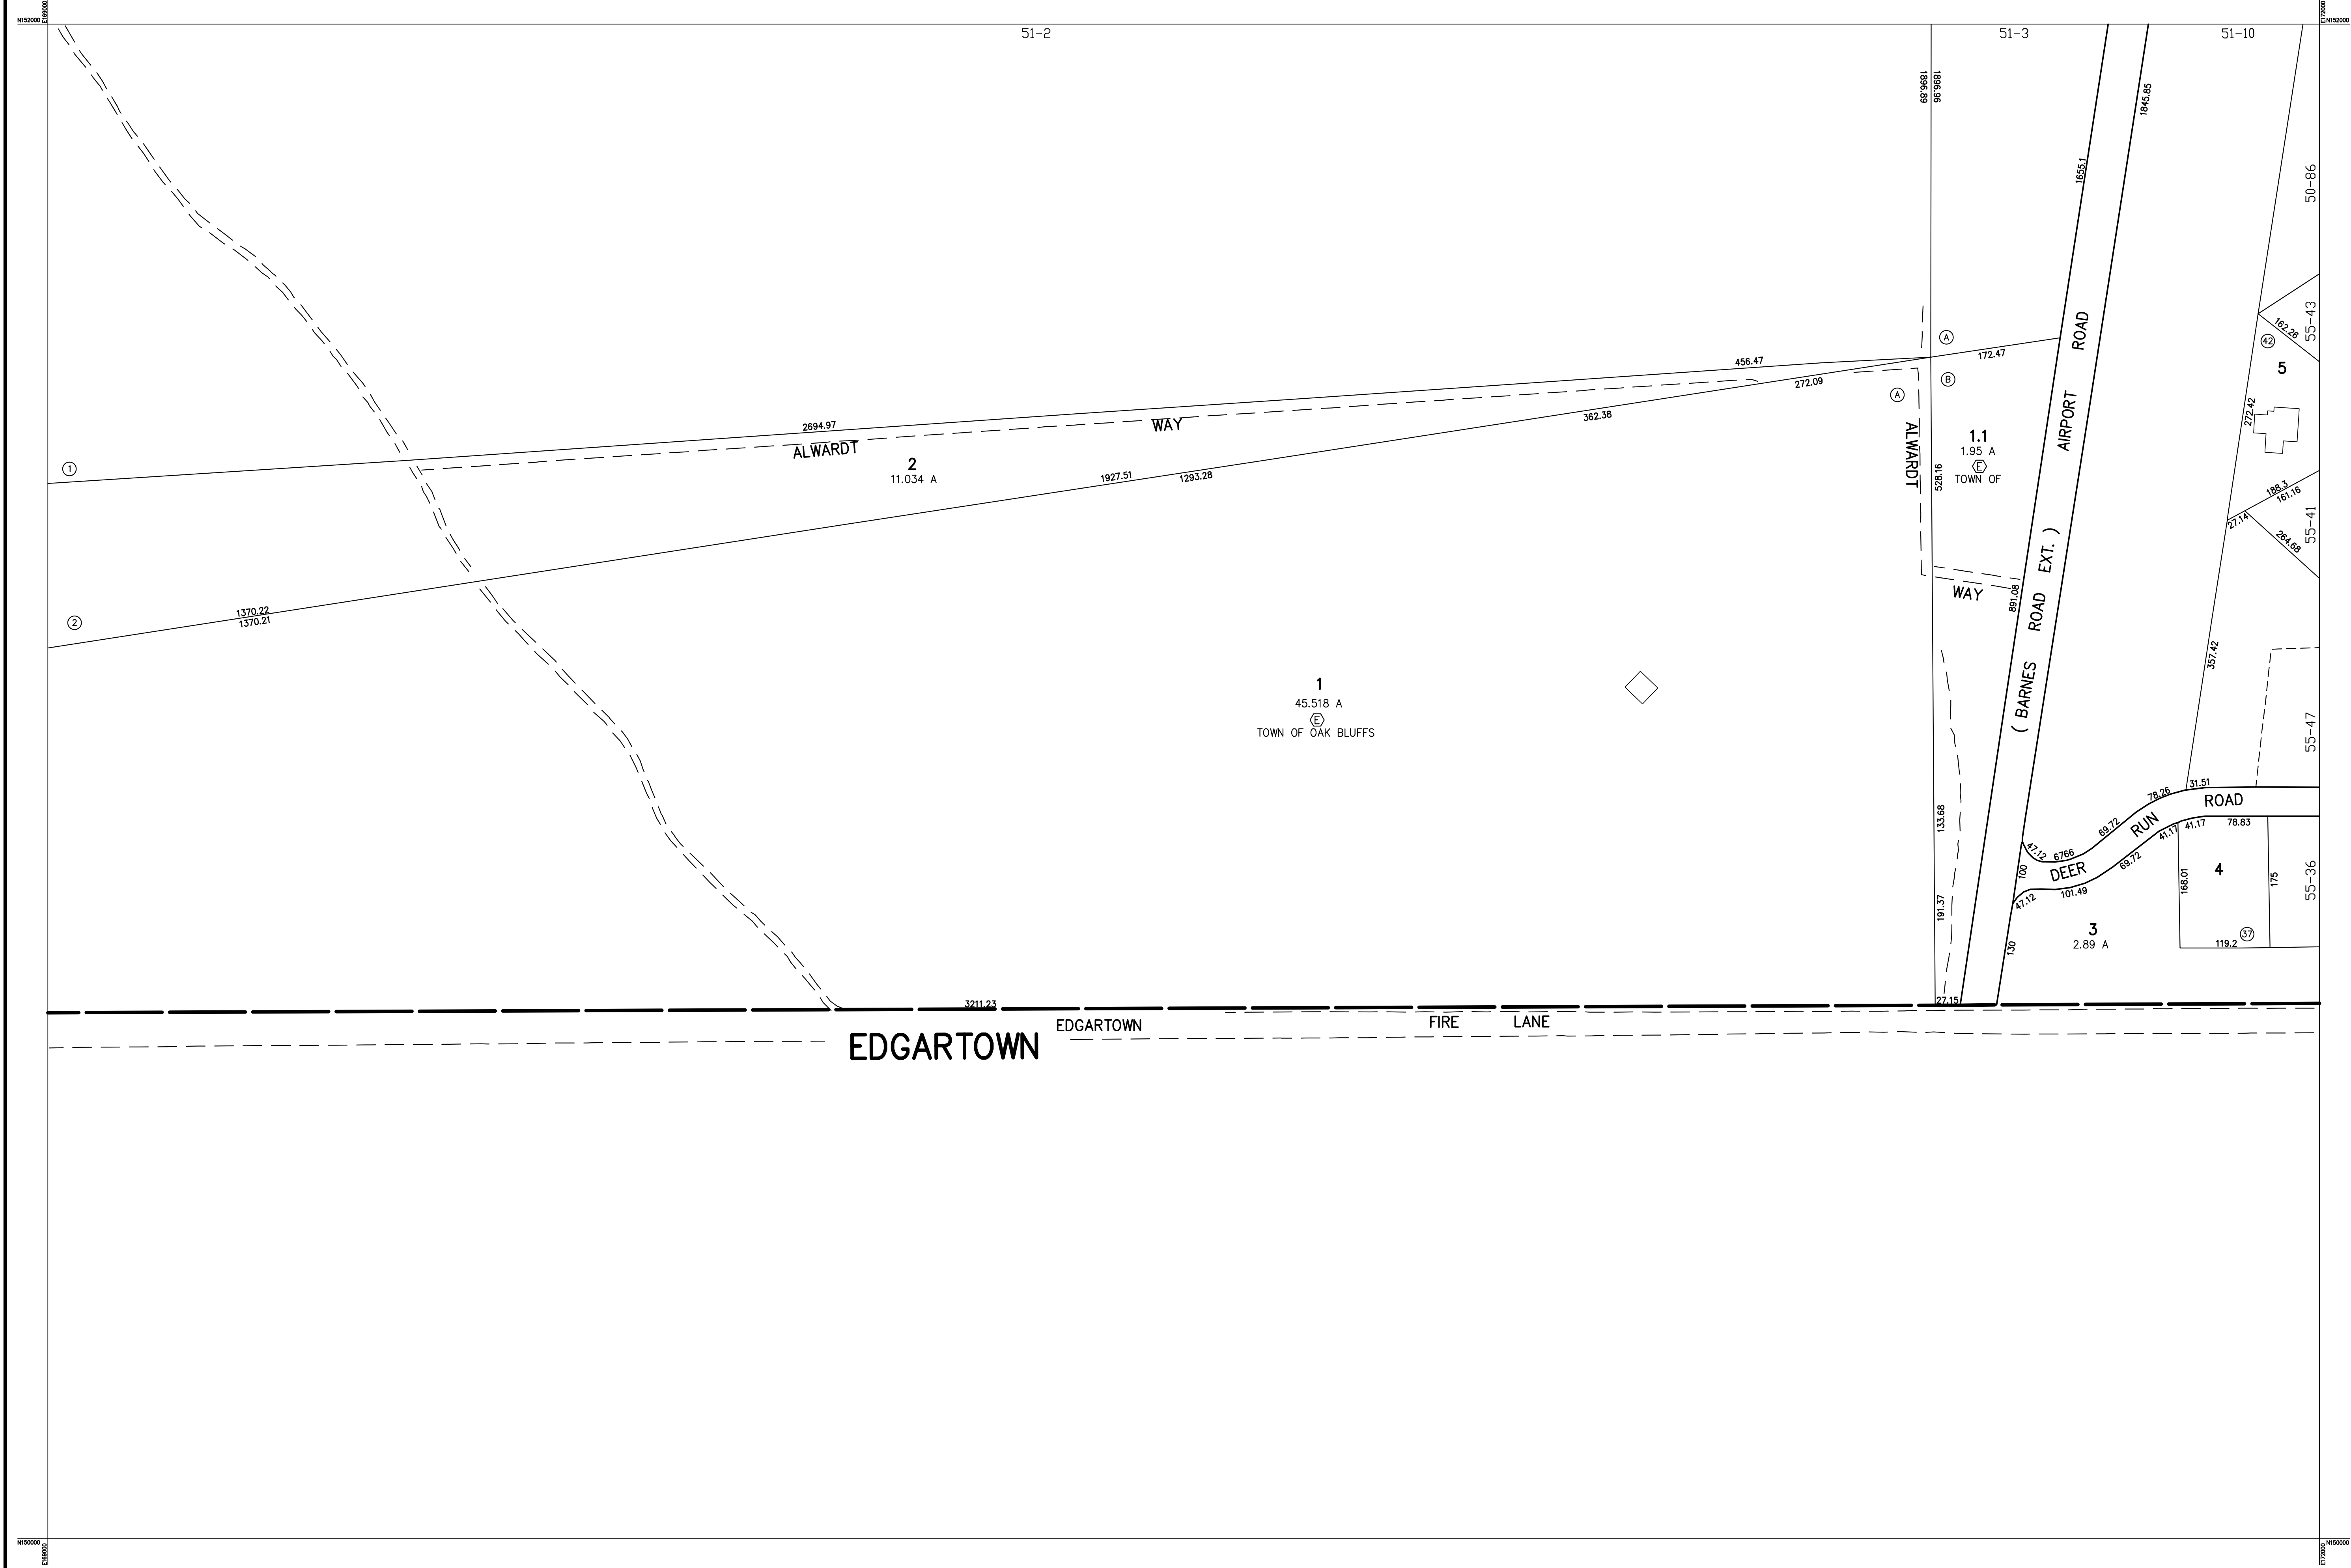 N152000
E169000
E172000
N152000
51-2
51-3
51-10
1896.89
1896.96
1845.85
1655.1
50-86
55-43
162.26
42
5
A
172.47
456.47
272.09
B
A
ROAD
AIRPORT
272.42
2694.97
ALWARDT
WAY
362.38
1
2
11.034 A
1927.51
1293.28
ALWARDT
528.16
1.1
1.95 A
E
TOWN OF
188.3
161.16
27.14
55-41
264.68
( BARNES ROAD EXT. )
WAY
891.08
1370.22
1370.21
2
357.42
1
45.518 A
E
TOWN OF OAK BLUFFS
55-47
31.51
78.26
ROAD
RUN
DEER
69.72
6766
47.12
41.17
41.17
78.83
69.72
101.49
47.12
100
133.68
191.37
130
168.01
4
175
55-36
37
119.2
3
2.89 A
3211.23
27.15
EDGARTOWN FIRE LANE
EDGARTOWN
N150000
E169000
E172000
N150000